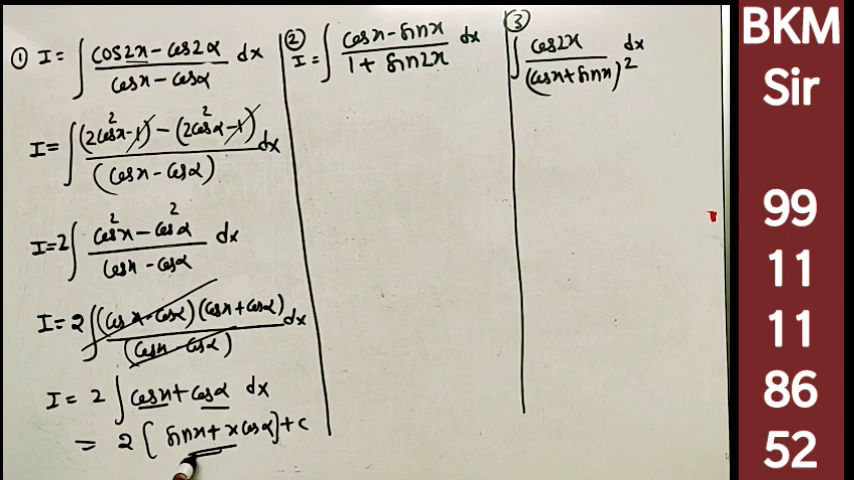 ① I = ∫ (cos2x - cos2α)/(cosx - cosα) dx
I = ∫ ((2cos²x-1) - (2cos²α-1))/(cosx - cosα) dx
I = 2∫ (cos²x - cos²α)/(cosx - cosα) dx
I = 2∫ ((cosx - cosα)(cosx + cosα))/(cosx - cosα) dx
I = 2 ∫ cosx + cosα dx
= 2 [ sinx + x cosα] + c
② I = ∫ (cosx - sinx)/(1 + sin2x) dx
③ ∫ cos2x/(cosx + sinx)² dx
BKM
Sir
99
11
11
86
52